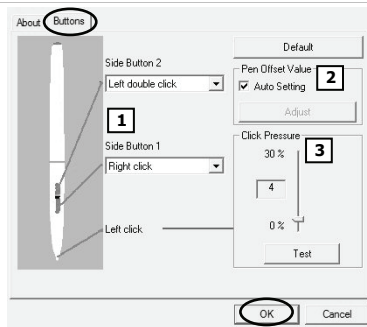 About Buttons
Side Button 2
Left double click
1
Side Button 1
Right click
Left click
Default
Pen Offset Value
2
Auto Setting
Adjust
Click Pressure
3
30 %
4
0 %
Test
OK Cancel